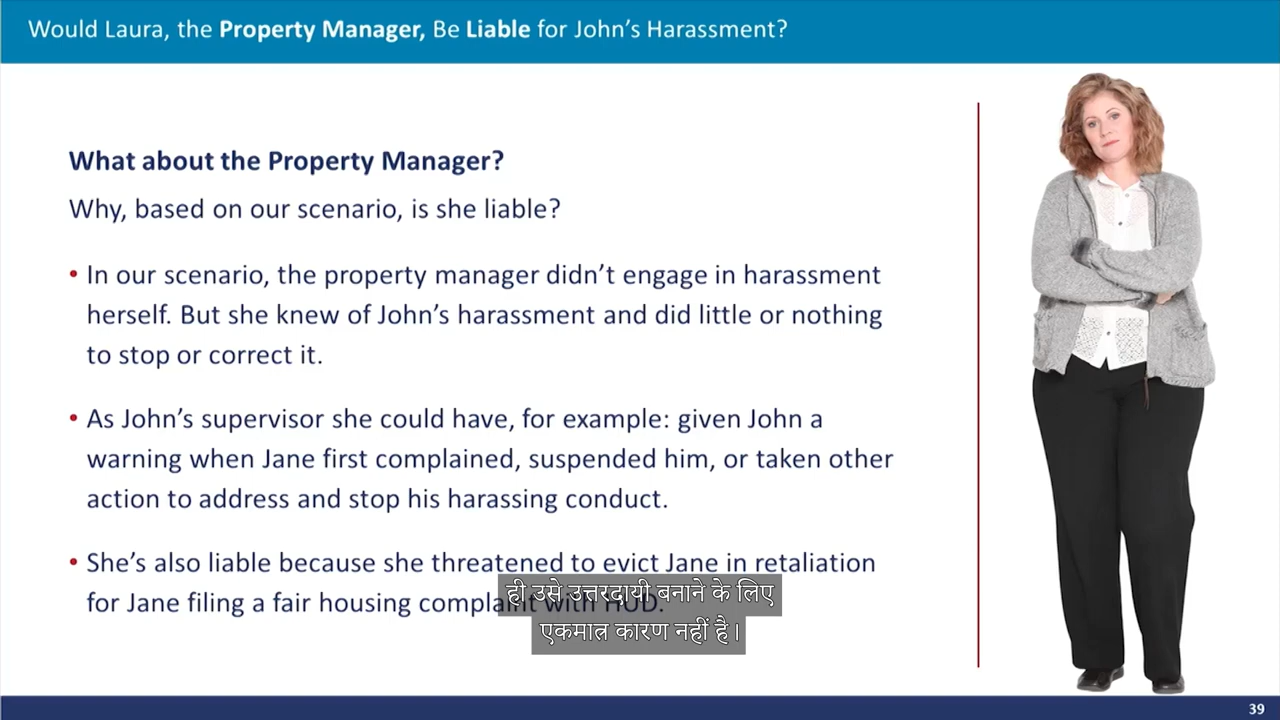 Would Laura, the Property Manager, Be Liable for John’s Harassment?
What about the Property Manager?
Why, based on our scenario, is she liable?
• In our scenario, the property manager didn’t engage in harassment
herself. But she knew of John’s harassment and did little or nothing
to stop or correct it.
• As John’s supervisor she could have, for example: given John a
warning when Jane first complained, suspended him, or taken other
action to address and stop his harassing conduct.
• She’s also liable because she threatened to evict Jane in retaliation
for Jane filing a fair housing complaint with HUD.
ही उसे उत्तरदायी बनाने के लिए
एकमात्र कारण नहीं है।
39